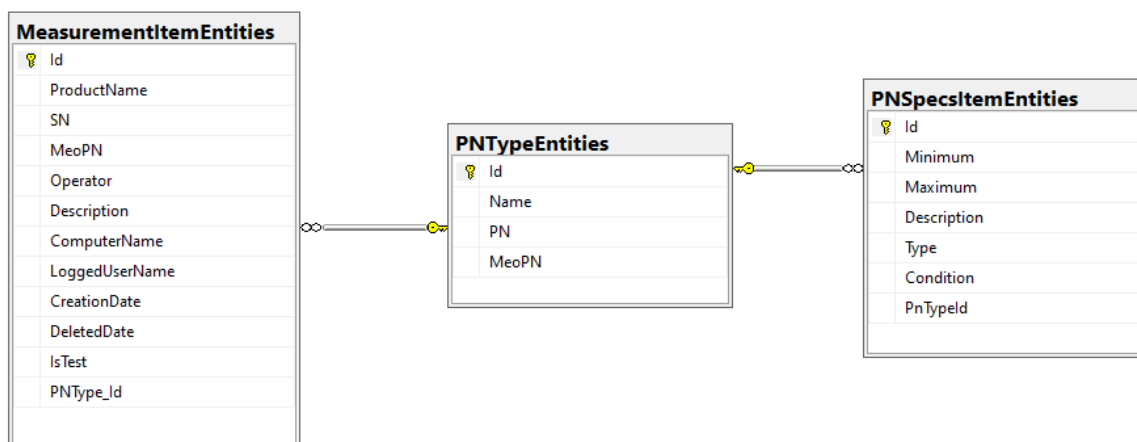 MeasurementItemEntities
Id
ProductName
SN
MeoPN
Operator
Description
ComputerName
LoggedUserName
CreationDate
DeletedDate
IsTest
PNType_Id
PNTypeEntities
Id
Name
PN
MeoPN
PNSpecsItemEntities
Id
Minimum
Maximum
Description
Type
Condition
PnTypeId